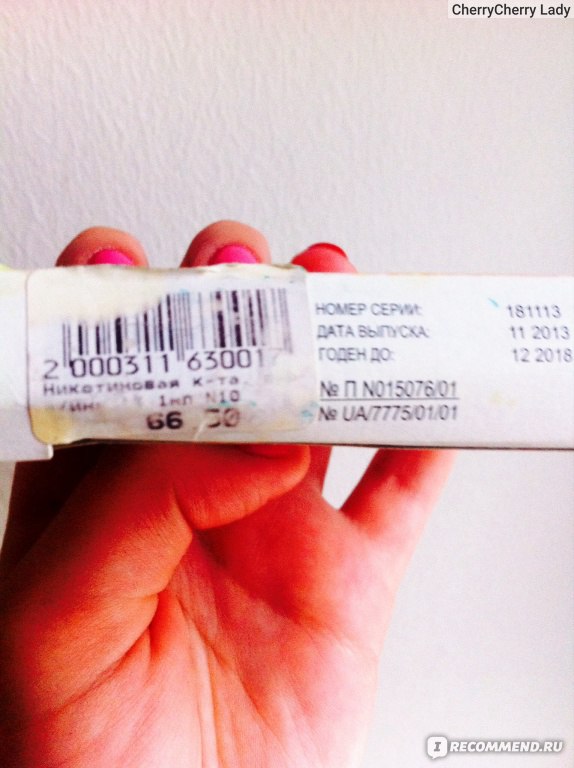 CherryCherry Lady
2 000311 63001
Никотиновая к-та
1мл N10
66
НОМЕР СЕРИИ: 181113
ДАТА ВЫПУСКА: 11 2013
ГОДЕН ДО: 12 2018
№ П N015076/01
№ UA/7775/01/01
I RECOMMEND.RU